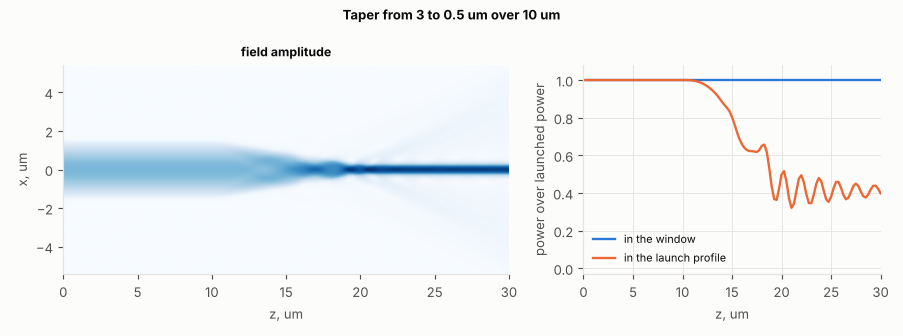 Taper from 3 to 0.5 um over 10 um
field amplitude
4
2
0
−2
−4
x, um
0 5 10 15 20 25 30
z, um
1.0
0.8
0.6
0.4
0.2
0.0
power over launched power
in the window
in the launch profile
0 5 10 15 20 25 30
z, um